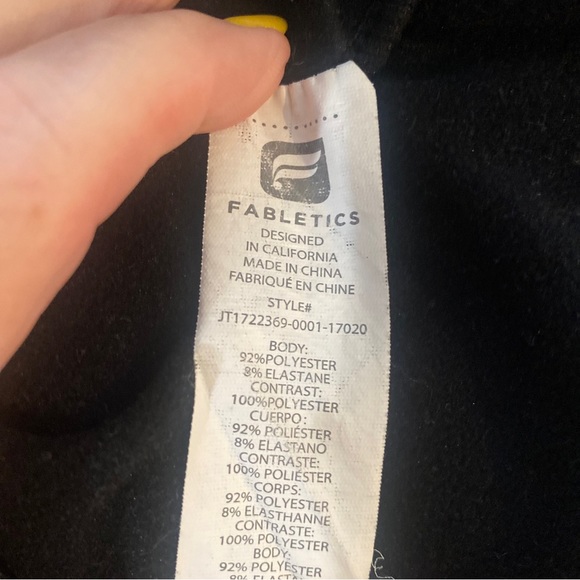 FABLETICS
DESIGNED
IN CALIFORNIA
MADE IN CHINA
FABRIQUÉ EN CHINE
STYLE#
JT1722369-0001-17020
BODY:
92%POLYESTER
8% ELASTANE
CONTRAST:
100%POLYESTER
CUERPO:
92% POLIÉSTER
8% ELASTANO
CONTRASTE:
100% POLIÉSTER
CORPS:
92% POLYESTER
8% ELASTHANNE
CONTRASTE:
100% POLYESTER
BODY:
92% POLYESTER